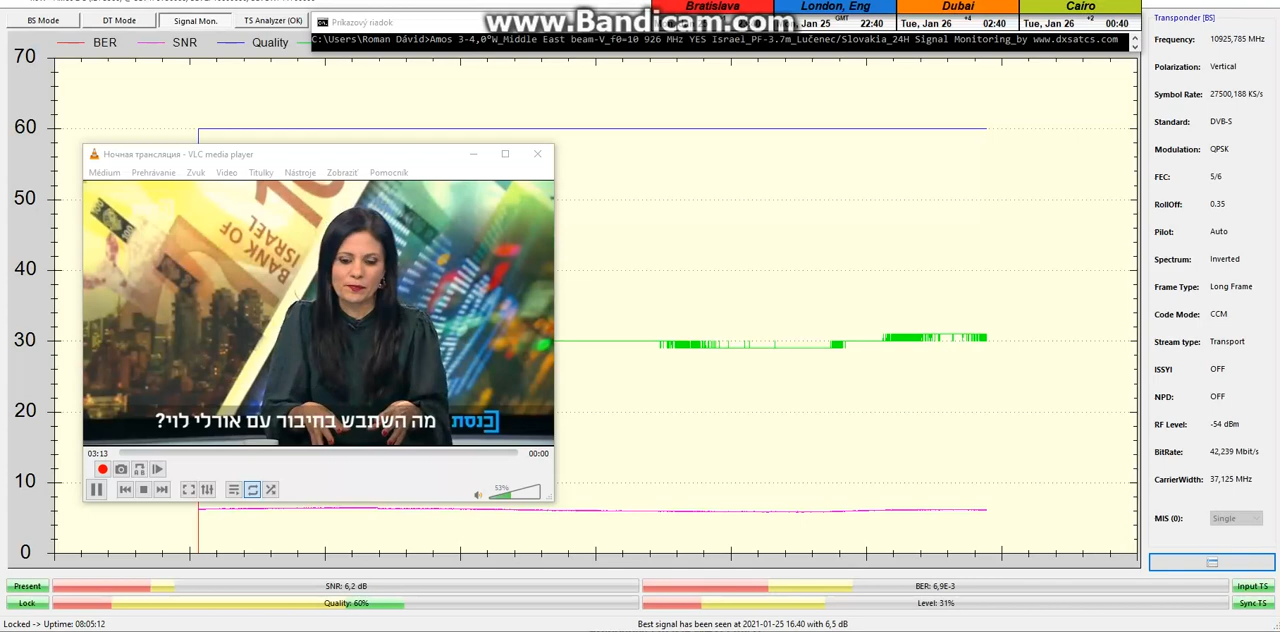 www.Bandicam.com
BS Mode
DT Mode
Signal Mon.
TS Analyzer (OK)
Príkazový riadok
Bratislava
London, Eng
Dubai
Cairo
Jan 25
GMT
22:40
Tue, Jan 26
+4
02:40
Tue, Jan 26
+2
00:40
C:\Users\Roman Dávid>Amos 3-4,0°W_Middle East beam-V_f0=10 926 MHz YES Israel_PF-3.7m_Lučenec/Slovakia_24H Signal Monitoring_by www.dxsatcs.com
BER
SNR
Quality
70
60
50
40
30
20
10
0
Ночная трансляция - VLC media player
Médium
Prehrávanie
Zvuk
Video
Titulky
Nástroje
Zobraziť
Pomocník
BANK OF ISRAEL
מה השתבש בחיבור עם אורלי לוי?
כנסת
03:13
00:00
53%
Transponder [BS]
Frequency: 10925,785 MHz
Polarization: Vertical
Symbol Rate: 27500,188 KS/s
Standard: DVB-S
Modulation: QPSK
FEC: 5/6
RollOff: 0.35
Pilot: Auto
Spectrum: Inverted
Frame Type: Long Frame
Code Mode: CCM
Stream type: Transport
ISSYI OFF
NPD: OFF
RF Level: -54 dBm
BitRate: 42,239 Mbit/s
CarrierWidth: 37,125 MHz
MIS (0): Single
Present
SNR: 6,2 dB
BER: 6,9E-3
Input TS
Lock
Quality: 60%
Level: 31%
Sync TS
Locked -> Uptime: 08:05:12
Best signal has been seen at 2021-01-25 16.40 with 6,5 dB